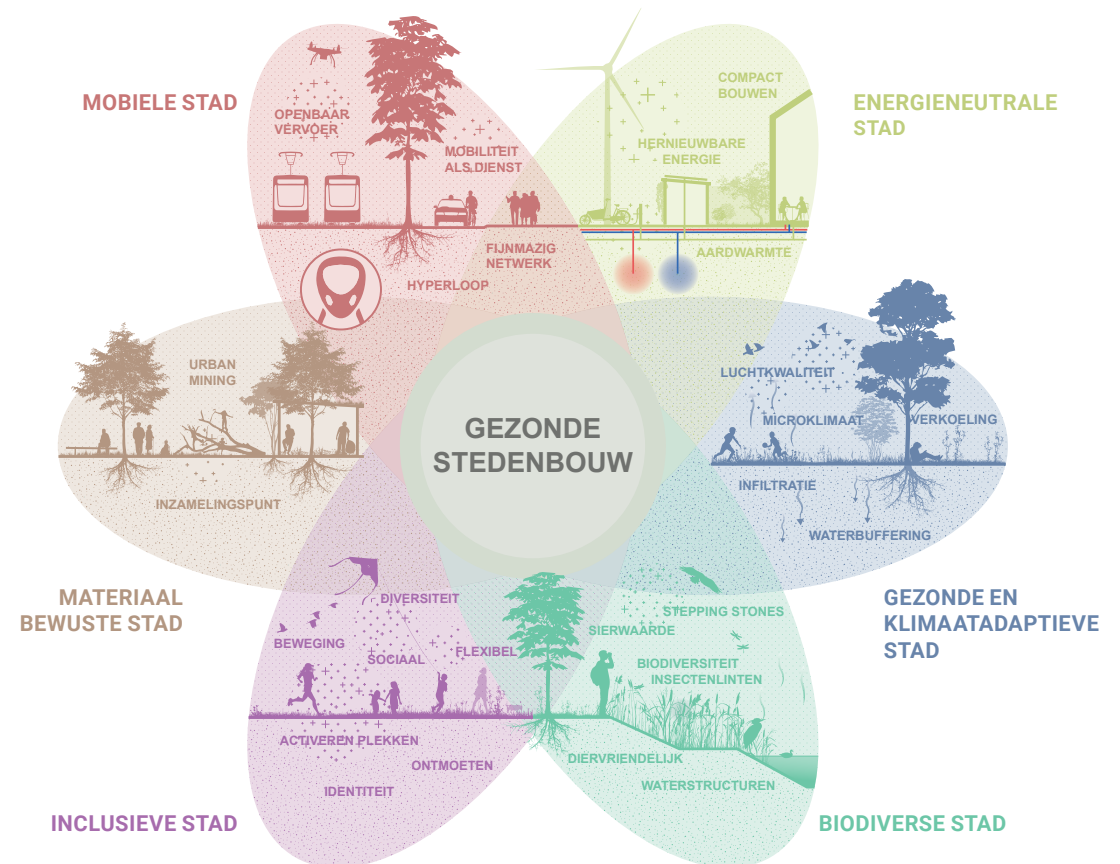 MOBIELE STAD
OPENBAAR
VERVOER
MOBILITEIT
ALS DIENST
FIJNMAZIG
NETWERK
HYPERLOOP
ENERGIENEUTRALE
STAD
COMPACT
BOUWEN
HERNIEUWBARE
ENERGIE
AARDWARMTE
URBAN
MINING
INZAMELINGSPUNT
MATERIAAL
BEWUSTE STAD
GEZONDE
STEDENBOUW
LUCHTKWALITEIT
MICROKLIMAAT
VERKOELING
INFILTRATIE
WATERBUFFERING
GEZONDE EN
KLIMAATADAPTIEVE
STAD
DIVERSITEIT
BEWEGING
SOCIAAL
FLEXIBEL
ACTIVEREN PLEKKEN
ONTMOETEN
IDENTITEIT
INCLUSIEVE STAD
STEPPING STONES
SIERWAARDE
BIODIVERSITEIT
INSECTENLINTEN
DIERVRIENDELIJK
WATERSTRUCTUREN
BIODIVERSE STAD